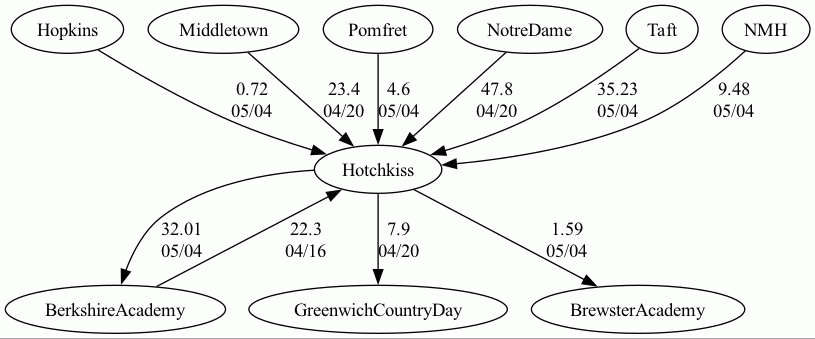 Hopkins
Middletown
Pomfret
NotreDame
Taft
NMH
0.72
05/04
23.4
04/20
4.6
05/04
47.8
04/20
35.23
05/04
9.48
05/04
Hotchkiss
32.01
05/04
22.3
04/16
7.9
04/20
1.59
05/04
BerkshireAcademy
GreenwichCountryDay
BrewsterAcademy